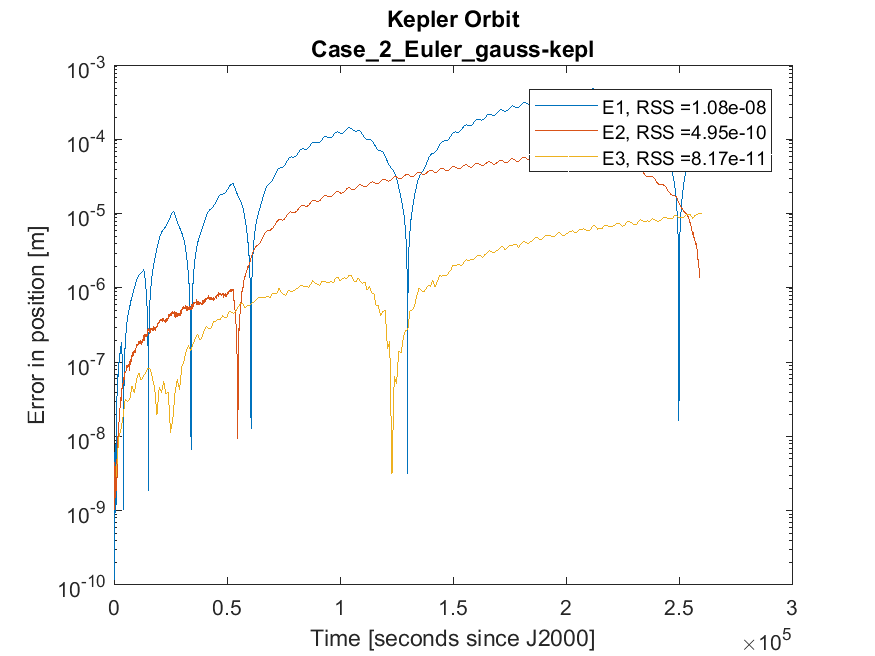 Kepler Orbit
Case_2_Euler_gauss-kepl
10-3
10-4
10-5
10-6
10-7
10-8
10-9
10-10
Error in position [m]
E1, RSS =1.08e-08
E2, RSS =4.95e-10
E3, RSS =8.17e-11
0 0.5 1 1.5 2 2.5 3
Time [seconds since J2000]
×105